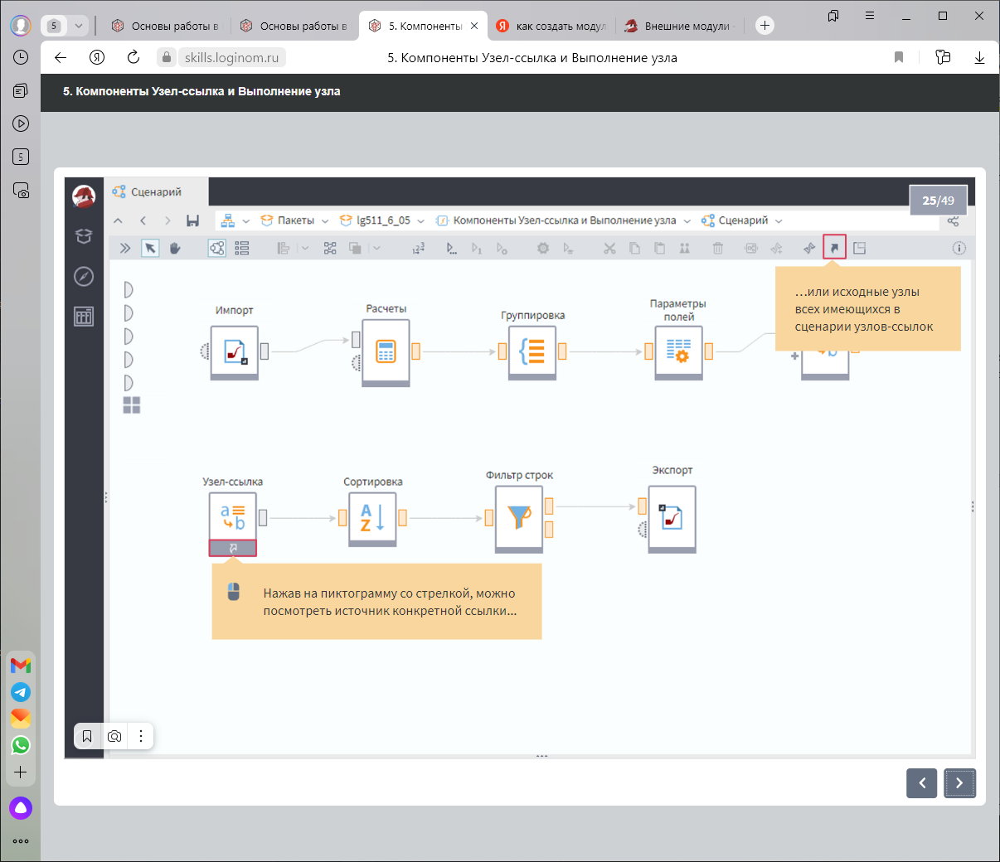 5
Основы работы в
Основы работы в
5. Компоненты
Я
как создать модул
Внешние модули
Я
skills.loginom.ru
5. Компоненты Узел-ссылка и Выполнение узла
5. Компоненты Узел-ссылка и Выполнение узла
5
Сценарий
25/49
Пакеты
lg511_6_05
Компоненты Узел-ссылка и Выполнение узла
Сценарий
…или исходные узлы
всех имеющихся в
сценарии узлов-ссылок
Импорт
Расчеты
Группировка
Параметры
полей
b
Узел-ссылка
a
b
Сортировка
A
Z
Фильтр строк
Экспорт
Нажав на пиктограмму со стрелкой, можно
посмотреть источник конкретной ссылки...